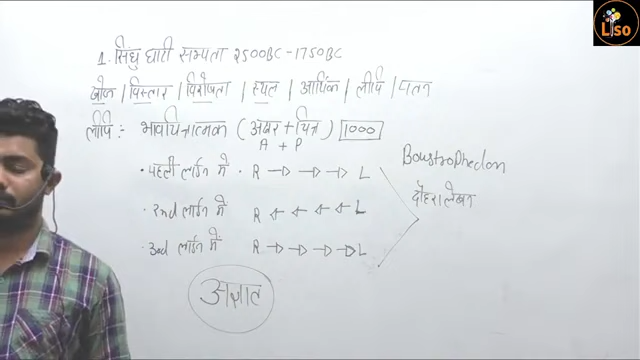 Liso
1. सिंधु घाटी सभ्यता 2500BC-1750BC
खोज | विस्तार | विशेषता | स्थल | आर्थिक | लीपि | पतन
लीपि :- भावचित्रात्मक ( अक्षर + चित्र ) 1000
A + P
• पहली लाईन में • R → → → L
2nd लाईन में R ← ← ← ← L
• 3rd लाईन में R → → → → L
Boustrophedon
दोहरा लेखन
अज्ञात